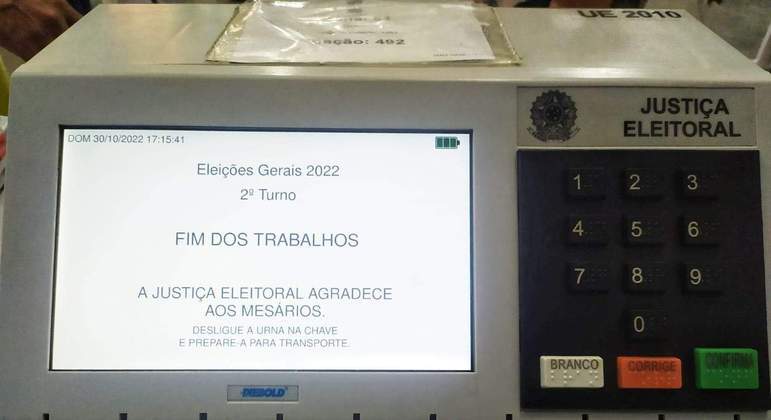 UE 2010
cação: 492
JUSTIÇA
ELEITORAL
DOM 30/10/2022 17:15:41
Eleições Gerais 2022
2º Turno
FIM DOS TRABALHOS
A JUSTIÇA ELEITORAL AGRADECE
AOS MESÁRIOS.
DESLIGUE A URNA NA CHAVE
E PREPARE-A PARA TRANSPORTE.
1 2 3
4 5 6
7 8 9
0
BRANCO CORRIGE CONFIRMA
DIEBOLD